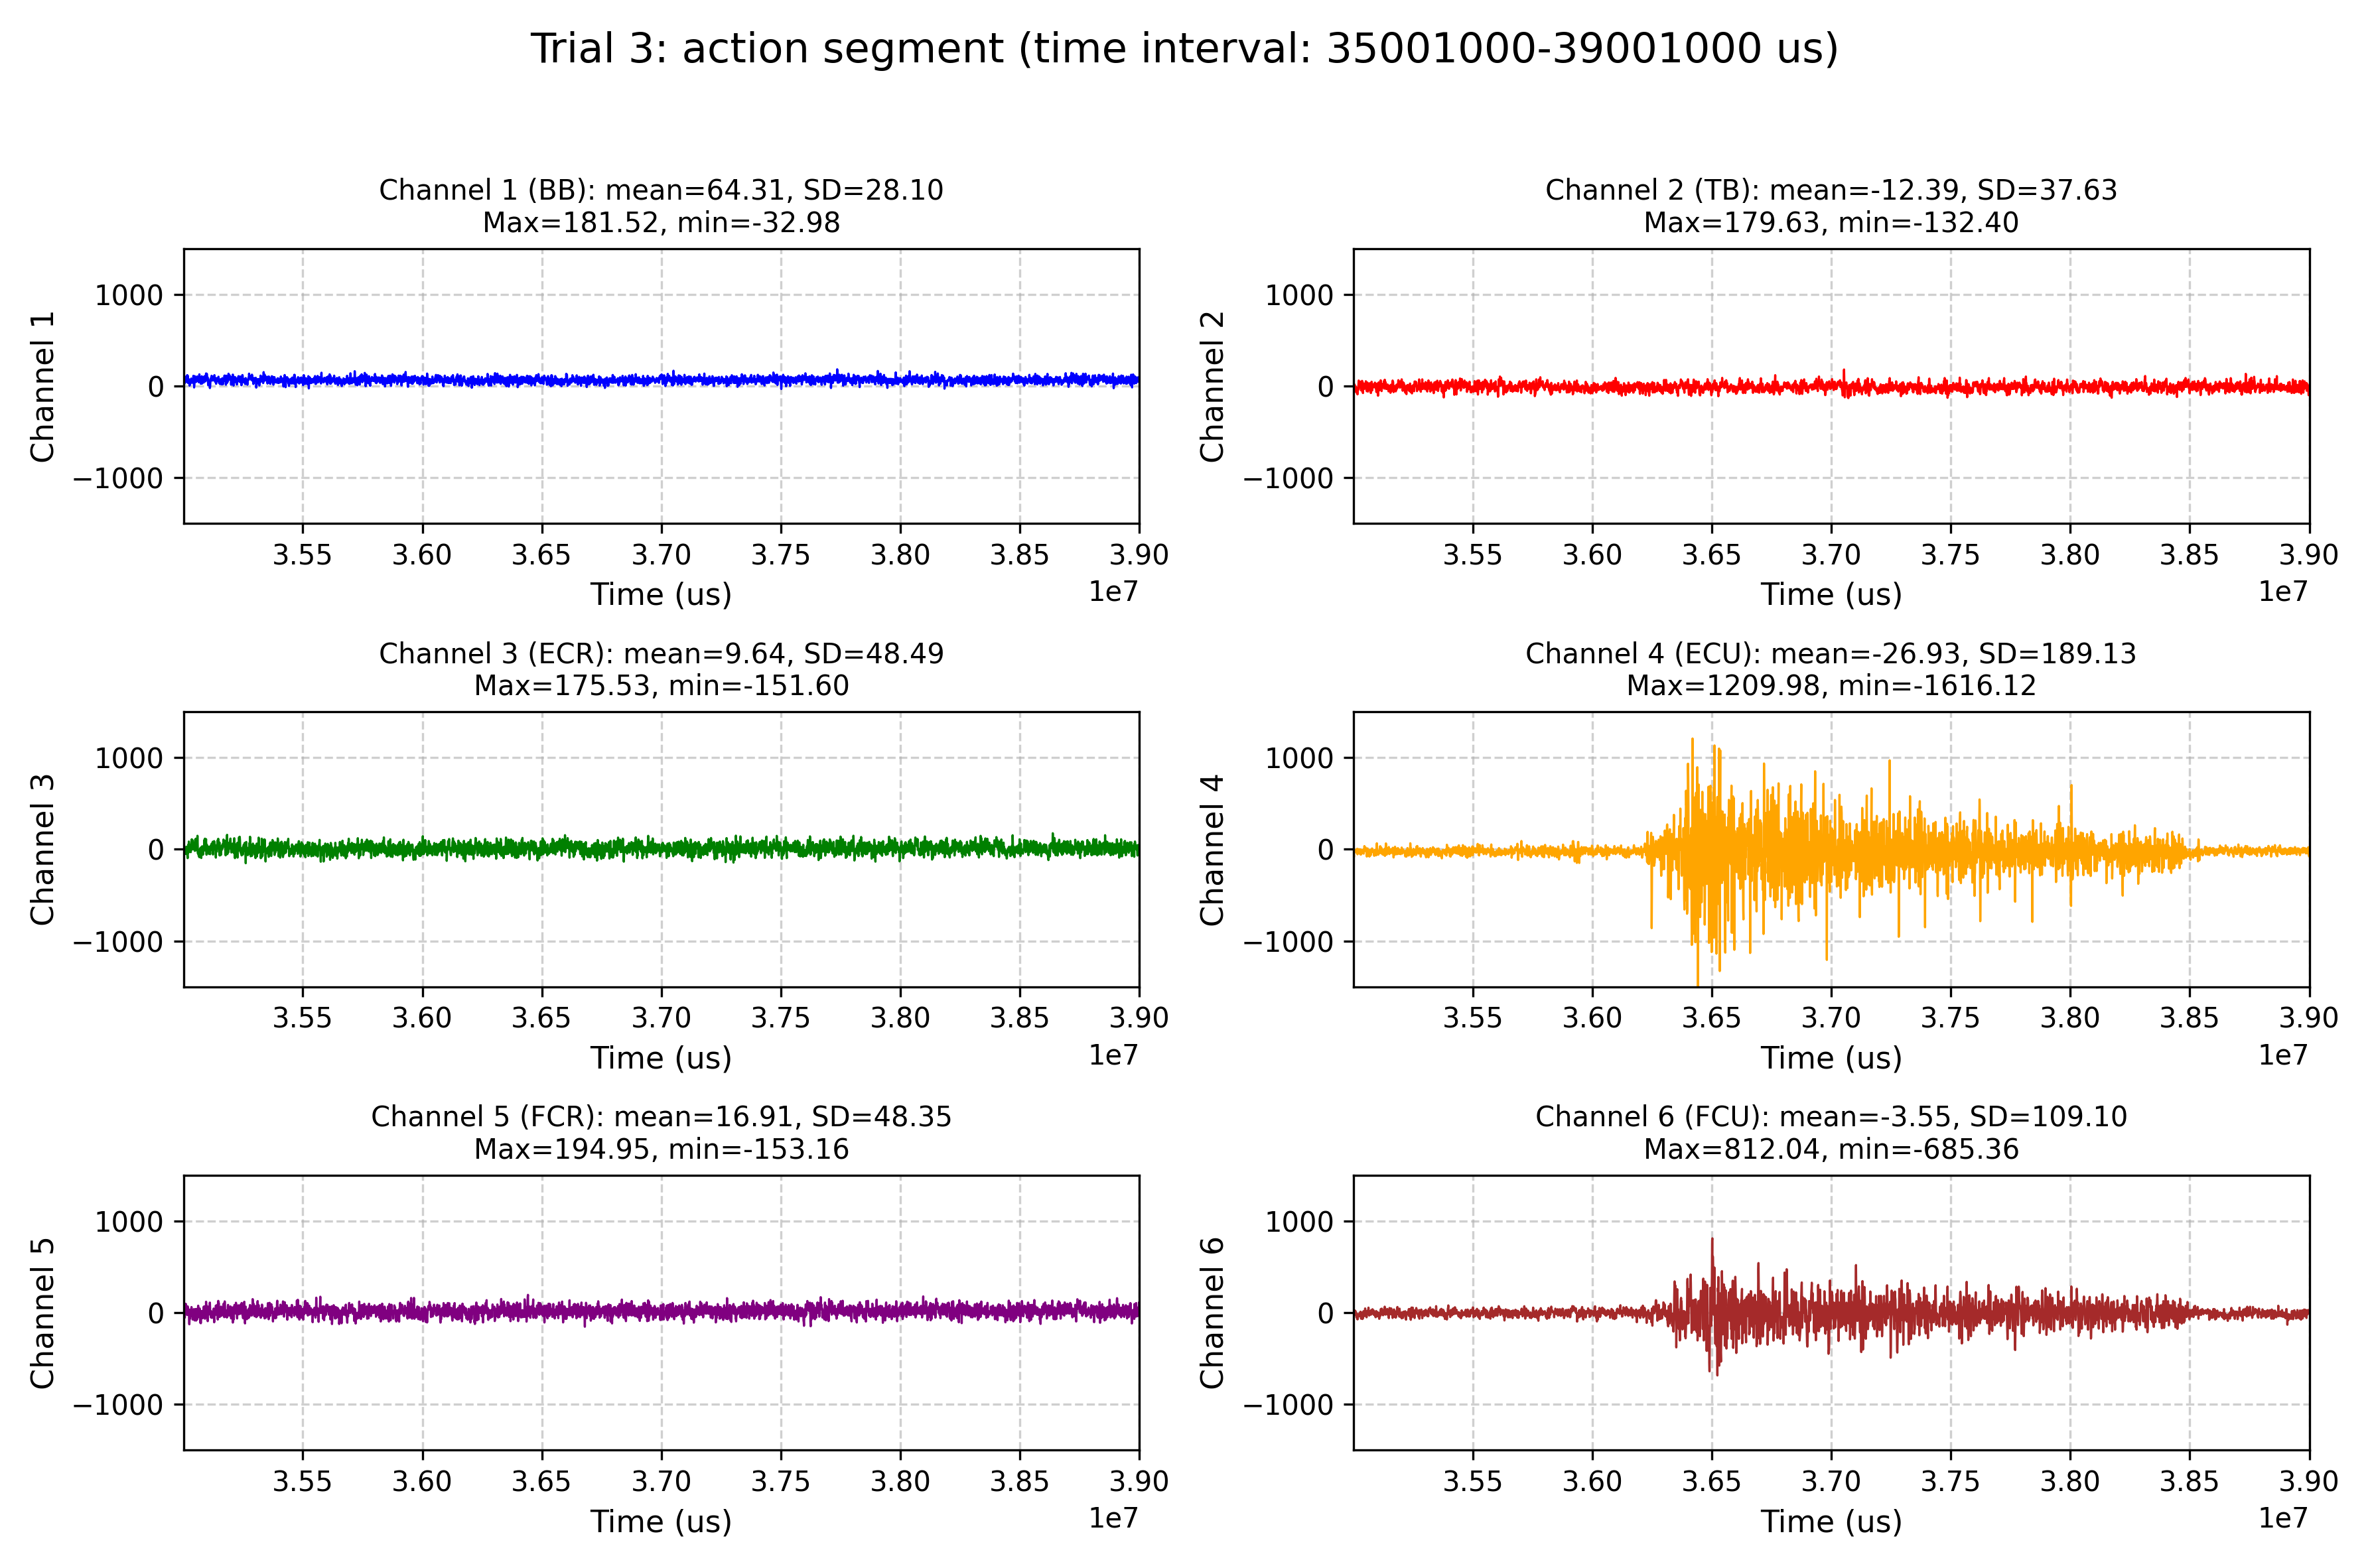 Trial 3: action segment (time interval: 35001000-39001000 us)
Channel 1 (BB): mean=64.31, SD=28.10
Max=181.52, min=-32.98
1000
0
−1000
Channel 1
3.55 3.60 3.65 3.70 3.75 3.80 3.85 3.90
1e7
Time (us)
Channel 2 (TB): mean=-12.39, SD=37.63
Max=179.63, min=-132.40
1000
0
−1000
Channel 2
3.55 3.60 3.65 3.70 3.75 3.80 3.85 3.90
1e7
Time (us)
Channel 3 (ECR): mean=9.64, SD=48.49
Max=175.53, min=-151.60
1000
0
−1000
Channel 3
3.55 3.60 3.65 3.70 3.75 3.80 3.85 3.90
1e7
Time (us)
Channel 4 (ECU): mean=-26.93, SD=189.13
Max=1209.98, min=-1616.12
1000
0
−1000
Channel 4
3.55 3.60 3.65 3.70 3.75 3.80 3.85 3.90
1e7
Time (us)
Channel 5 (FCR): mean=16.91, SD=48.35
Max=194.95, min=-153.16
1000
0
−1000
Channel 5
3.55 3.60 3.65 3.70 3.75 3.80 3.85 3.90
1e7
Time (us)
Channel 6 (FCU): mean=-3.55, SD=109.10
Max=812.04, min=-685.36
1000
0
−1000
Channel 6
3.55 3.60 3.65 3.70 3.75 3.80 3.85 3.90
1e7
Time (us)